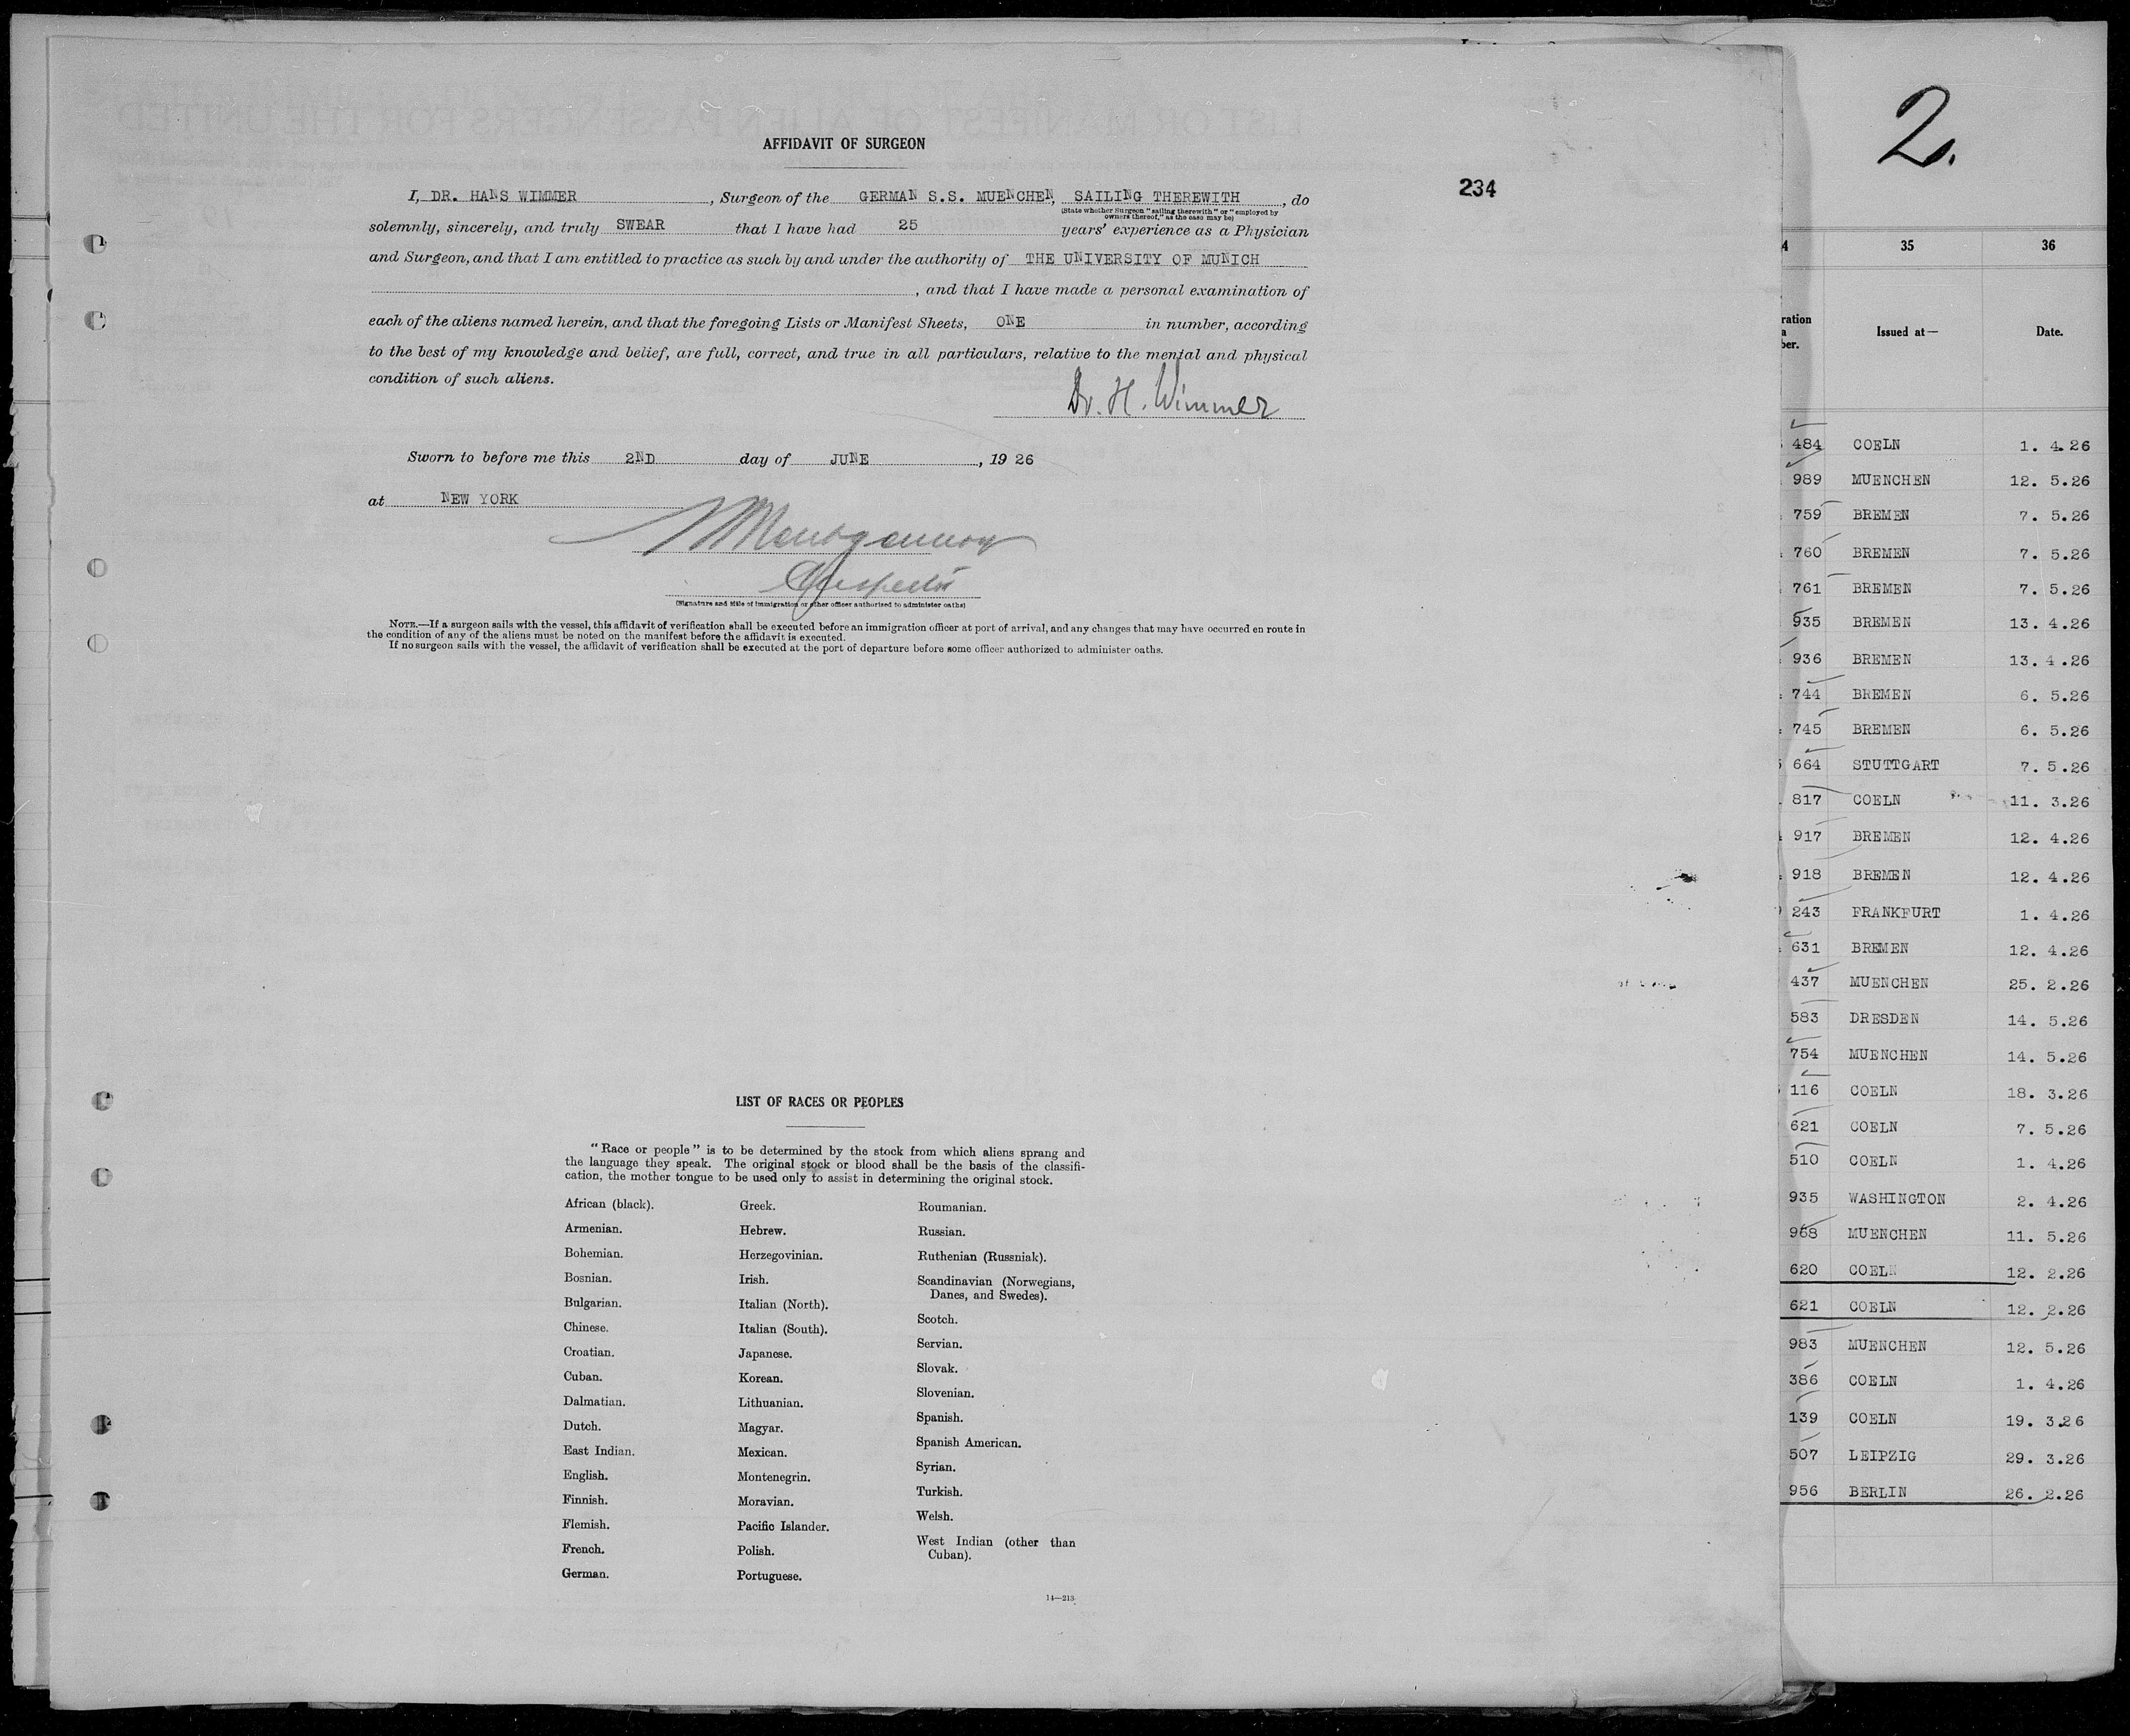 AFFIDAVIT OF SURGEON
234
I, DR. HANS WIMMER, Surgeon of the GERMAN S.S. MUENCHEN, SAILING THEREWITH, do
(State whether Surgeon "sailing therewith" or "employed by
owners thereof," as the case may be)
solemnly, sincerely, and truly SWEAR that I have had 25 years' experience as a Physician
and Surgeon, and that I am entitled to practice as such by and under the authority of THE UNIVERSITY OF MUNICH
, and that I have made a personal examination of
each of the aliens named herein, and that the foregoing Lists or Manifest Sheets, ONE in number, according
to the best of my knowledge and belief, are full, correct, and true in all particulars, relative to the mental and physical
condition of such aliens.
Dr. H. Wimmer
Sworn to before me this 2ND day of JUNE, 1926
at NEW YORK
Montgomery
Inspector
(Signature and title of immigration or other officer authorized to administer oaths)
NOTE.—If a surgeon sails with the vessel, this affidavit of verification shall be executed before an immigration officer at port of arrival, and any changes that may have occurred en route in
the condition of any of the aliens must be noted on the manifest before the affidavit is executed.
If no surgeon sails with the vessel, the affidavit of verification shall be executed at the port of departure before some officer authorized to administer oaths.
LIST OF RACES OR PEOPLES
"Race or people" is to be determined by the stock from which aliens sprang and
the language they speak. The original stock or blood shall be the basis of the classifi-
cation, the mother tongue to be used only to assist in determining the original stock.
African (black).
Armenian.
Bohemian.
Bosnian.
Bulgarian.
Chinese.
Croatian.
Cuban.
Dalmatian.
Dutch.
East Indian.
English.
Finnish.
Flemish.
French.
German.
Greek.
Hebrew.
Herzegovinian.
Irish.
Italian (North).
Italian (South).
Japanese.
Korean.
Lithuanian.
Magyar.
Mexican.
Montenegrin.
Moravian.
Pacific Islander.
Polish.
Portuguese.
Roumanian.
Russian.
Ruthenian (Russniak).
Scandinavian (Norwegians,
Danes, and Swedes).
Scotch.
Servian.
Slovak.
Slovenian.
Spanish.
Spanish American.
Syrian.
Turkish.
Welsh.
West Indian (other than
Cuban).
14—213
2.
4 35 36
Issued at— Date.
484 COELN 1. 4.26
989 MUENCHEN 12. 5.26
759 BREMEN 7. 5.26
760 BREMEN 7. 5.26
761 BREMEN 7. 5.26
935 BREMEN 13. 4.26
936 BREMEN 13. 4.26
744 BREMEN 6. 5.26
745 BREMEN 6. 5.26
664 STUTTGART 7. 5.26
817 COELN 11. 3.26
917 BREMEN 12. 4.26
918 BREMEN 12. 4.26
243 FRANKFURT 1. 4.26
631 BREMEN 12. 4.26
437 MUENCHEN 25. 2.26
583 DRESDEN 14. 5.26
754 MUENCHEN 14. 5.26
116 COELN 18. 3.26
621 COELN 7. 5.26
510 COELN 1. 4.26
935 WASHINGTON 2. 4.26
968 MUENCHEN 11. 5.26
620 COELN 12. 2.26
621 COELN 12. 2.26
983 MUENCHEN 12. 5.26
386 COELN 1. 4.26
139 COELN 19. 3.26
507 LEIPZIG 29. 3.26
956 BERLIN 26. 2.26